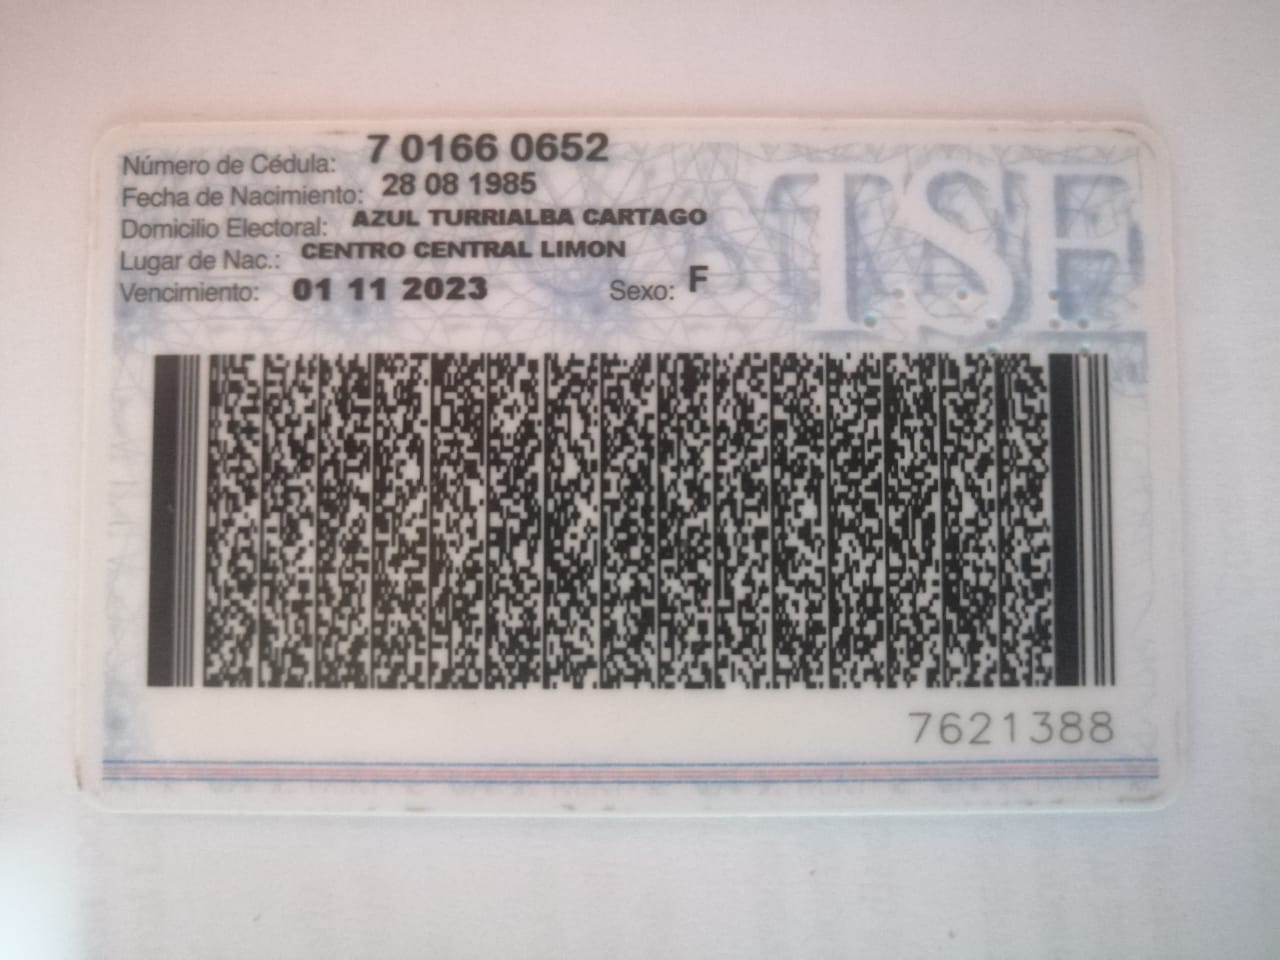 Número de Cédula: 7 0166 0652
Fecha de Nacimiento: 28 08 1985
Domicilio Electoral: AZUL TURRIALBA CARTAGO
Lugar de Nac.: CENTRO CENTRAL LIMON
Vencimiento: 01 11 2023 Sexo: F
TSE
7621388